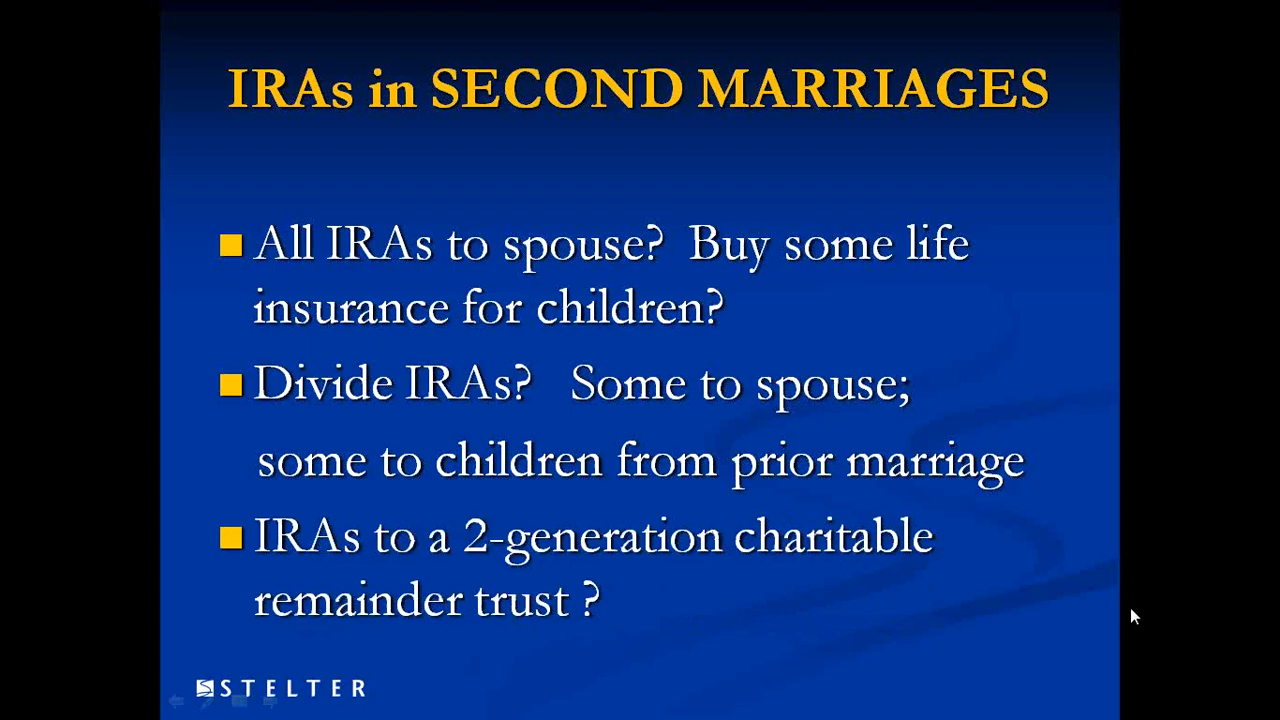 IRAs in SECOND MARRIAGES
All IRAs to spouse? Buy some life
insurance for children?
Divide IRAs? Some to spouse;
some to children from prior marriage
IRAs to a 2-generation charitable
remainder trust ?
STELTER